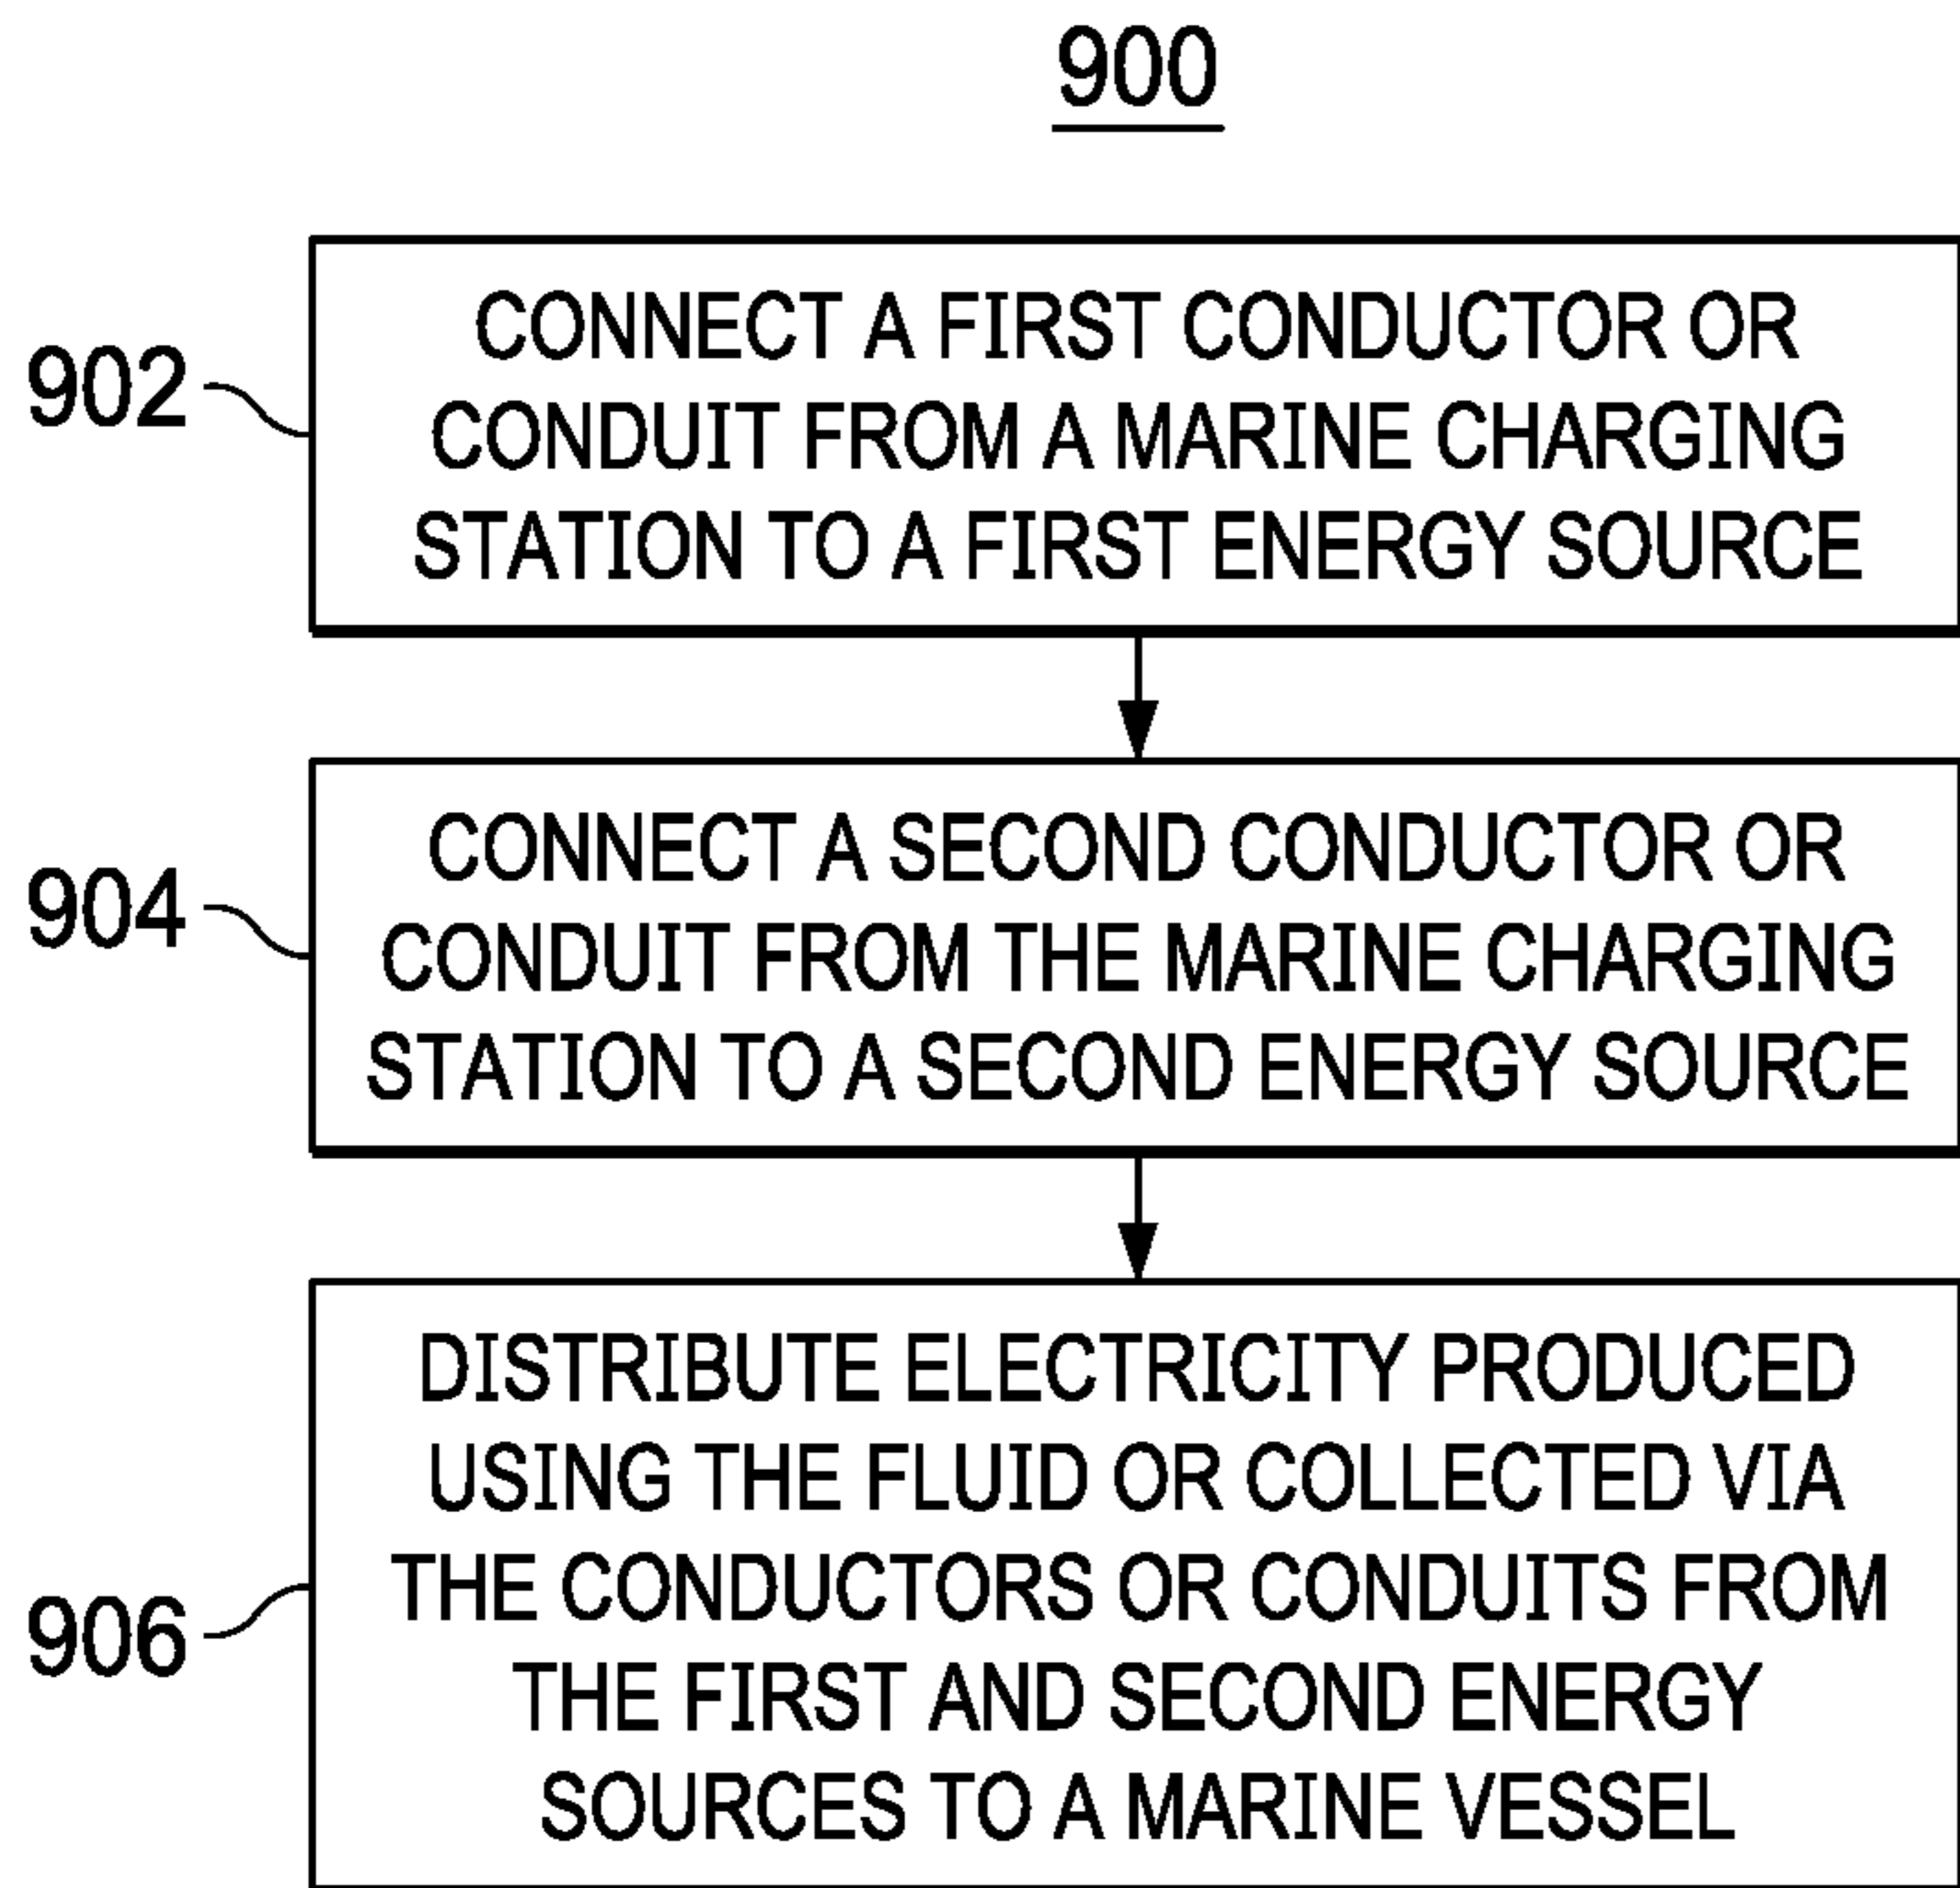 900
902
CONNECT A FIRST CONDUCTOR OR
CONDUIT FROM A MARINE CHARGING
STATION TO A FIRST ENERGY SOURCE
904
CONNECT A SECOND CONDUCTOR OR
CONDUIT FROM THE MARINE CHARGING
STATION TO A SECOND ENERGY SOURCE
906
DISTRIBUTE ELECTRICITY PRODUCED
USING THE FLUID OR COLLECTED VIA
THE CONDUCTORS OR CONDUITS FROM
THE FIRST AND SECOND ENERGY
SOURCES TO A MARINE VESSEL